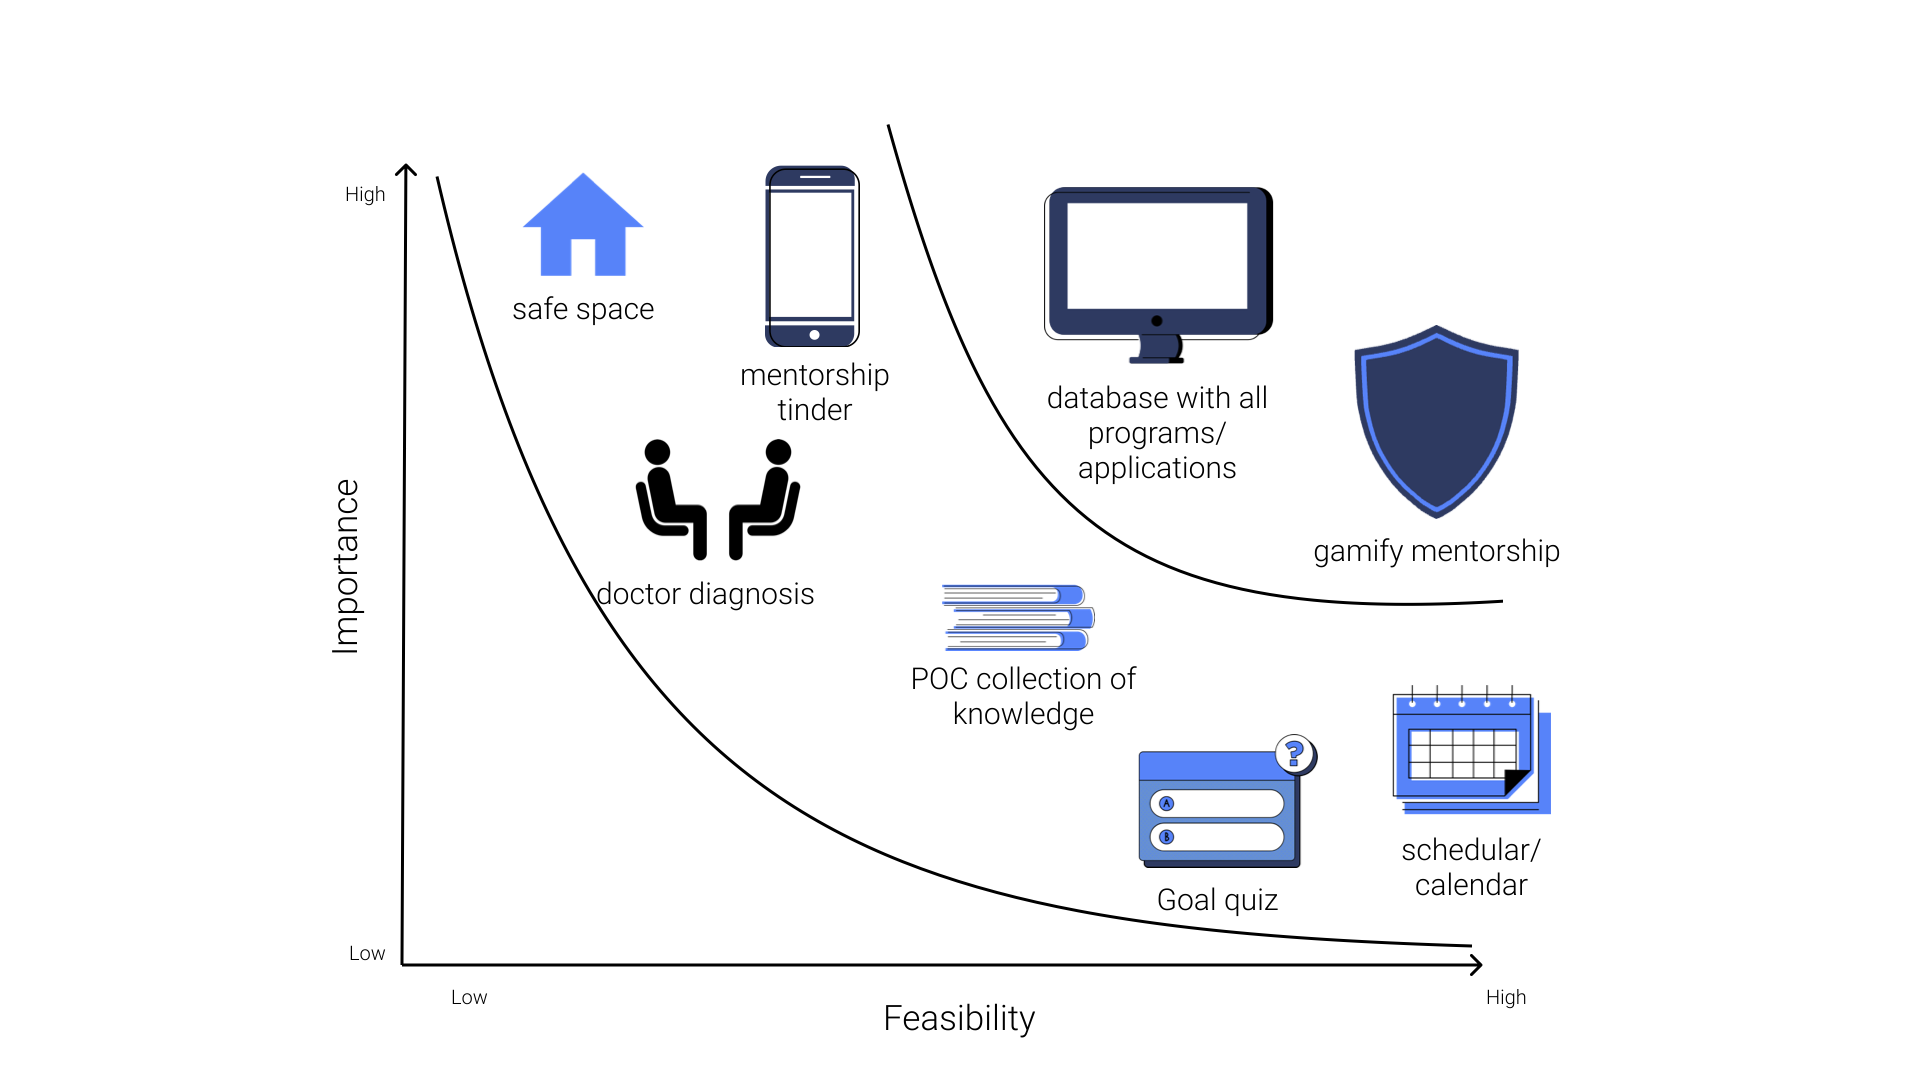 High
safe space
mentorship
tinder
database with all
programs/
applications
gamify mentorship
doctor diagnosis
Importance
POC collection of
knowledge
?
A
B
Goal quiz
schedular/
calendar
Low
Low
High
Feasibility